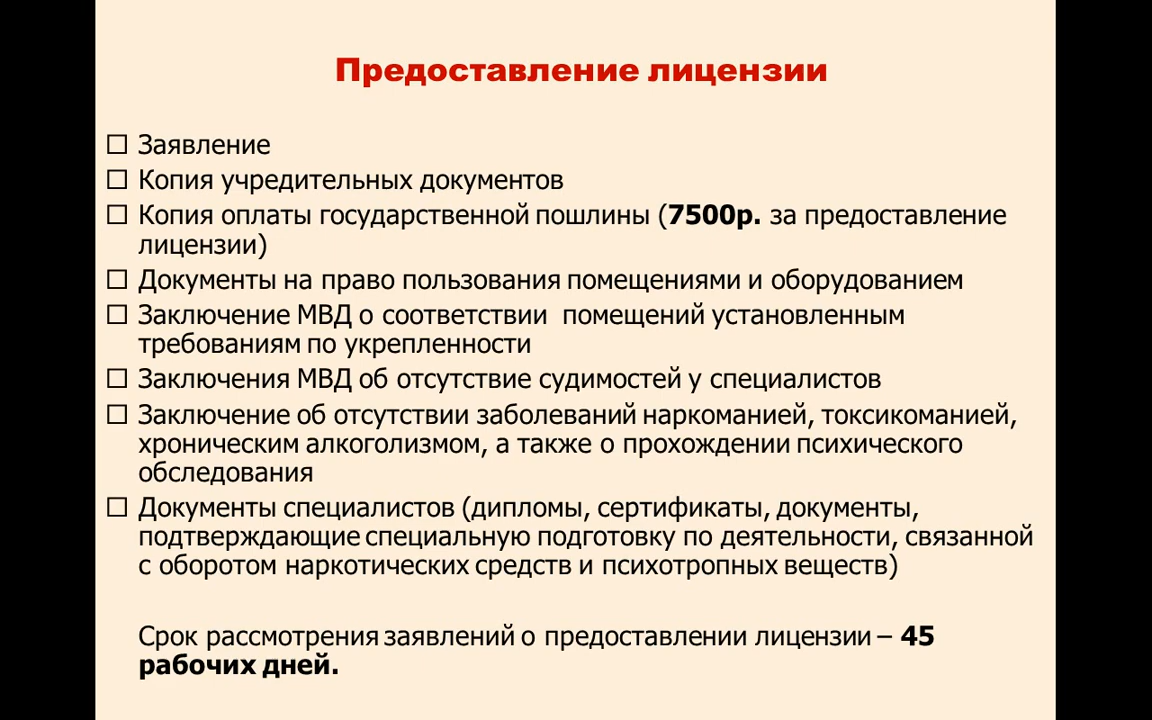 Предоставление лицензии
Заявление
Копия учредительных документов
Копия оплаты государственной пошлины (7500р. за предоставление
лицензии)
Документы на право пользования помещениями и оборудованием
Заключение МВД о соответствии помещений установленным
требованиям по укрепленности
Заключения МВД об отсутствие судимостей у специалистов
Заключение об отсутствии заболеваний наркоманией, токсикоманией,
хроническим алкоголизмом, а также о прохождении психического
обследования
Документы специалистов (дипломы, сертификаты, документы,
подтверждающие специальную подготовку по деятельности, связанной
с оборотом наркотических средств и психотропных веществ)
Срок рассмотрения заявлений о предоставлении лицензии – 45
рабочих дней.